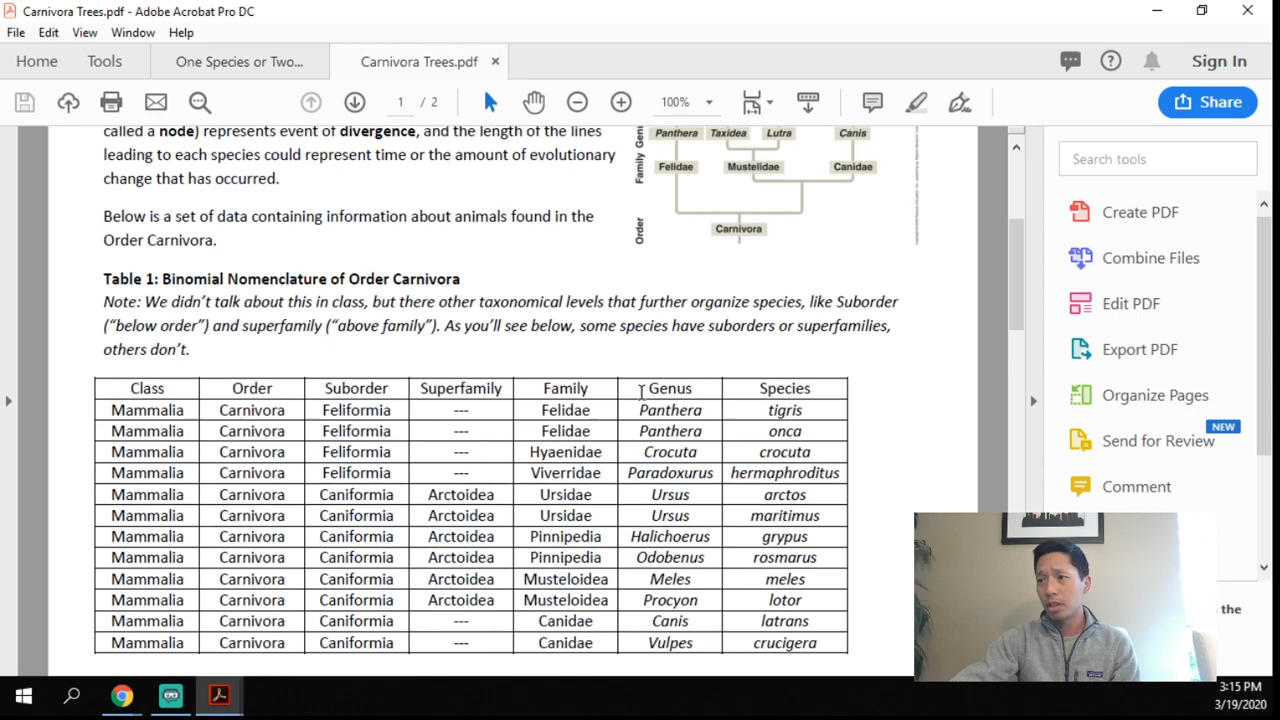 Carnivora Trees.pdf - Adobe Acrobat Pro DC
File Edit View Window Help
Home Tools One Species or Two... Carnivora Trees.pdf × Sign In
1 / 2 100% Share
called a node) represents event of divergence, and the length of the lines
leading to each species could represent time or the amount of evolutionary
change that has occurred.
Below is a set of data containing information about animals found in the
Order Carnivora.
Genu
Panthera Taxidea Lutra Canis
Family
Felidae Mustelidae Canidae
Order
Carnivora
Table 1: Binomial Nomenclature of Order Carnivora
Note: We didn't talk about this in class, but there other taxonomical levels that further organize species, like Suborder
("below order") and superfamily ("above family"). As you'll see below, some species have suborders or superfamilies,
others don't.
Class Order Suborder Superfamily Family Genus Species
Mammalia Carnivora Feliformia --- Felidae Panthera tigris
Mammalia Carnivora Feliformia --- Felidae Panthera onca
Mammalia Carnivora Feliformia --- Hyaenidae Crocuta crocuta
Mammalia Carnivora Feliformia --- Viverridae Paradoxurus hermaphroditus
Mammalia Carnivora Caniformia Arctoidea Ursidae Ursus arctos
Mammalia Carnivora Caniformia Arctoidea Ursidae Ursus maritimus
Mammalia Carnivora Caniformia Arctoidea Pinnipedia Halichoerus grypus
Mammalia Carnivora Caniformia Arctoidea Pinnipedia Odobenus rosmarus
Mammalia Carnivora Caniformia Arctoidea Musteloidea Meles meles
Mammalia Carnivora Caniformia Arctoidea Musteloidea Procyon lotor
Mammalia Carnivora Caniformia --- Canidae Canis latrans
Mammalia Carnivora Caniformia --- Canidae Vulpes crucigera
Search tools
Create PDF
Combine Files
Edit PDF
Export PDF
Organize Pages
NEW
Send for Review
Comment
the
3:15 PM
3/19/2020